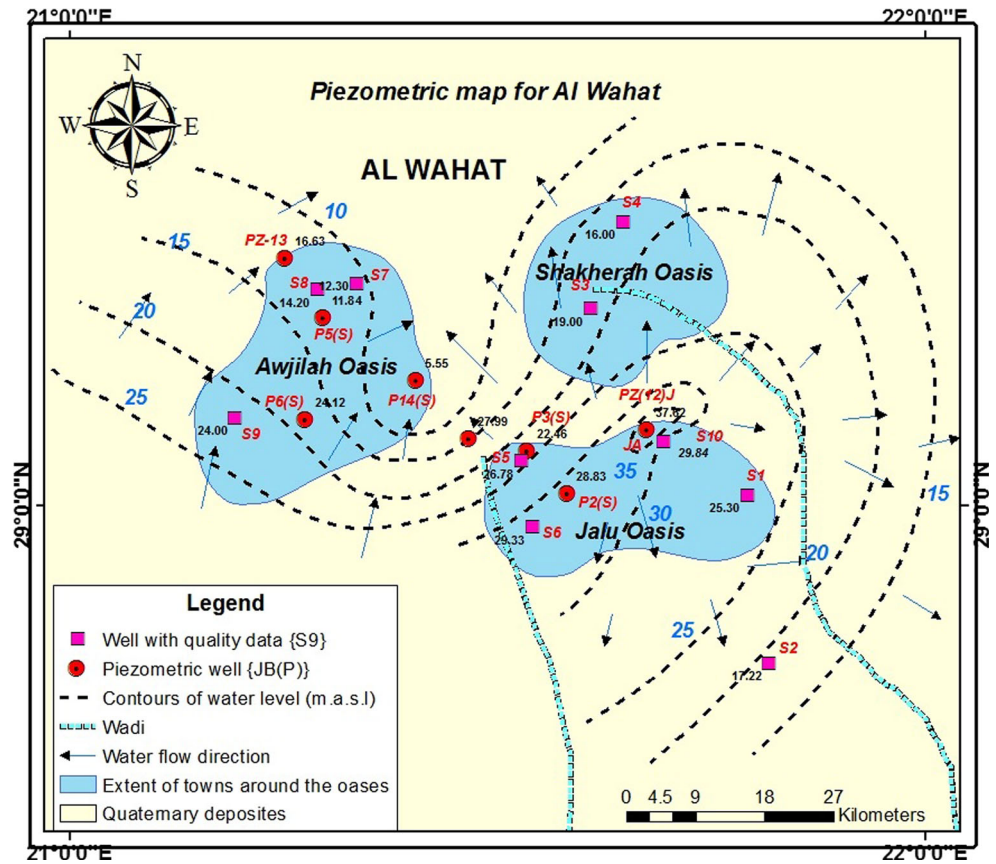 21°0'0"E 22°0'0"E
Piezometric map for Al Wahat
N
W E
S
AL WAHAT
10
S4
16.00
15
PZ-13 16.63
Shakherah Oasis
S8 12.30 S7
S3
14.20 11.84
19.00
20
P5(S)
Awjilah Oasis
5.55
25
P6(S) 24.12
P14(S)
PZ(12)J
37.62
27.99
P3(S)
22.46
S9
24.00
JA
S10
29.84
S5
26.78
35
28.83
S1
P2(S)
25.30
15
29°0'0"N 29°0'0"N
30
S6
29.33
Jalu Oasis
20
25
S2
17.22
Legend
Well with quality data {S9}
Piezometric well {JB(P)}
Contours of water level (m.a.s.l)
Wadi
Water flow direction
Extent of towns around the oases
Quaternary deposites
0 4.5 9 18 27
Kilometers
21°0'0"E 22°0'0"E